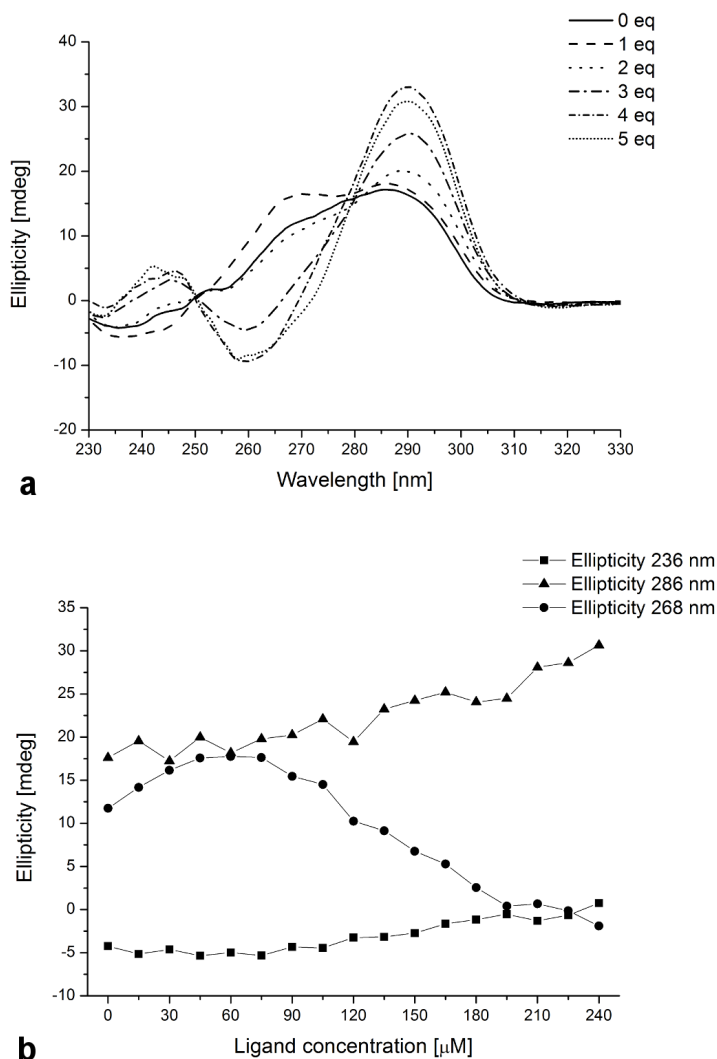 0 eq
1 eq
2 eq
3 eq
4 eq
5 eq
40
30
20
10
0
-10
-20
Ellipticity [mdeg]
230 240 250 260 270 280 290 300 310 320 330
Wavelength [nm]
a
Ellipticity 236 nm
Ellipticity 286 nm
Ellipticity 268 nm
35
30
25
20
15
10
5
0
-5
-10
Ellipticity [mdeg]
0 30 60 90 120 150 180 210 240
Ligand concentration [μM]
b